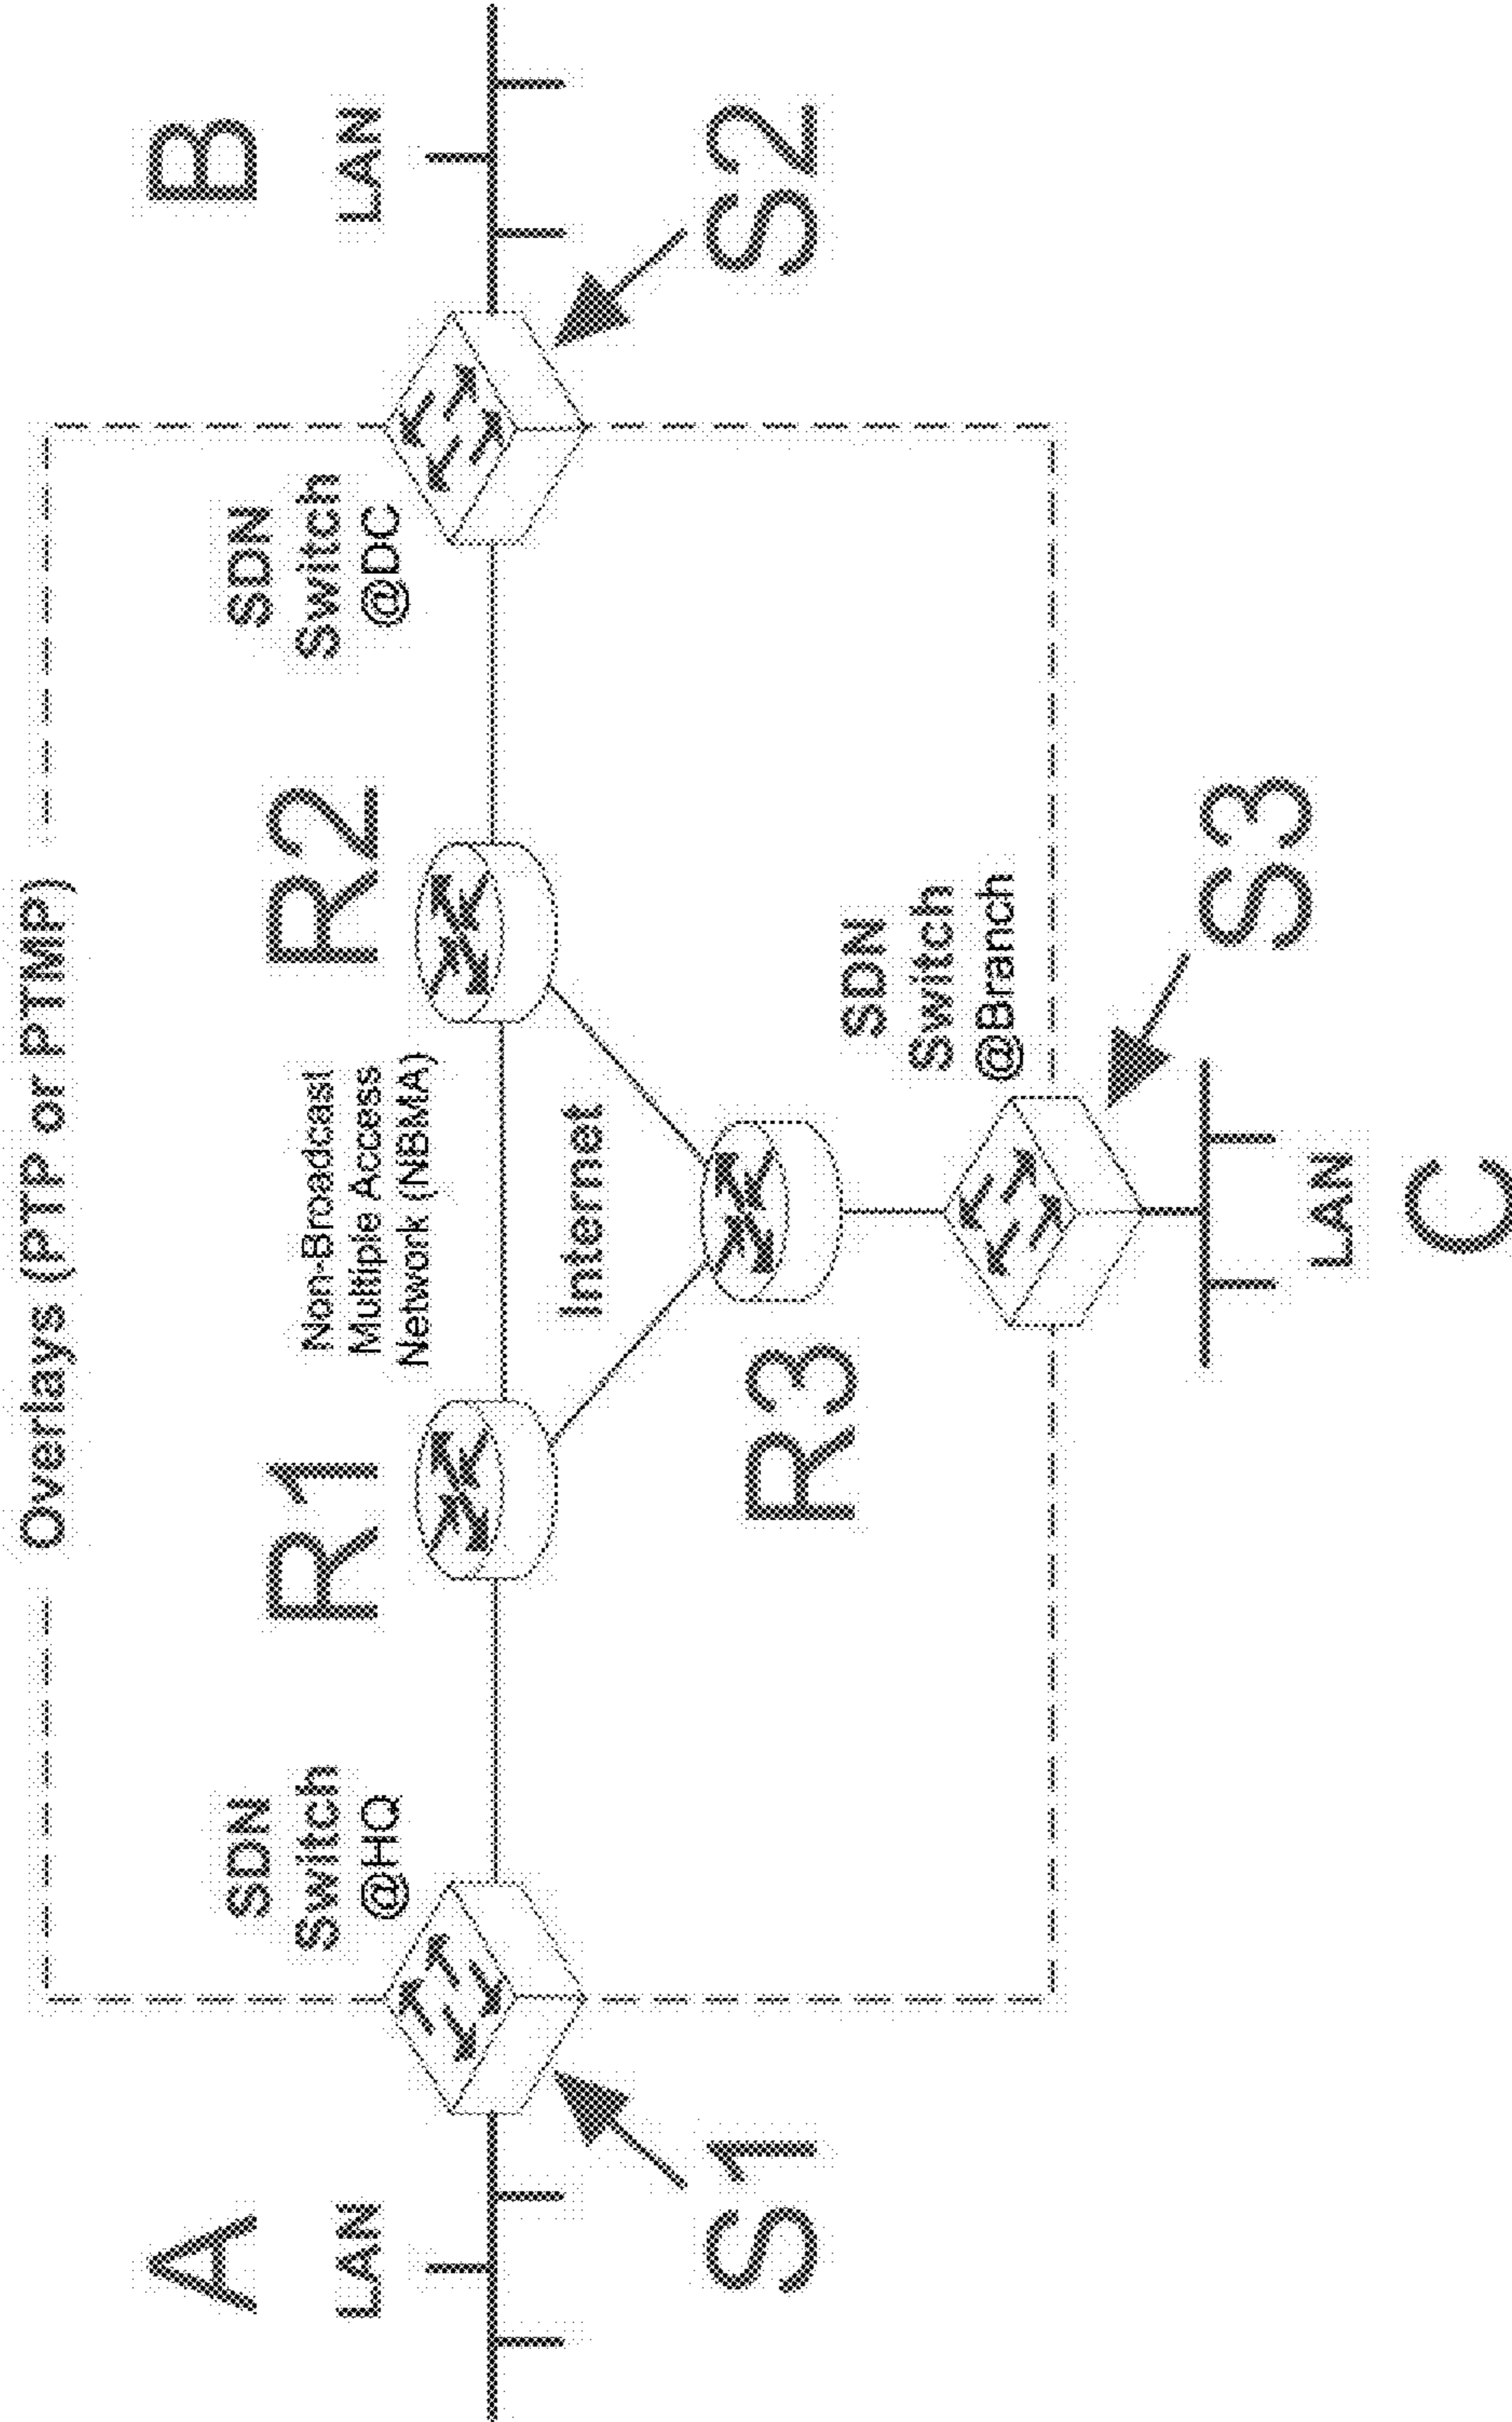 Overlays (PTP or PTMP)
A
LAN
SDN
Switch
@HQ
S1
R1
Non-Broadcast
Multiple Access
Network (NBMA)
Internet
R2
SDN
Switch
@DC
B
LAN
S2
R3
SDN
Switch
@Branch
S3
LAN
C